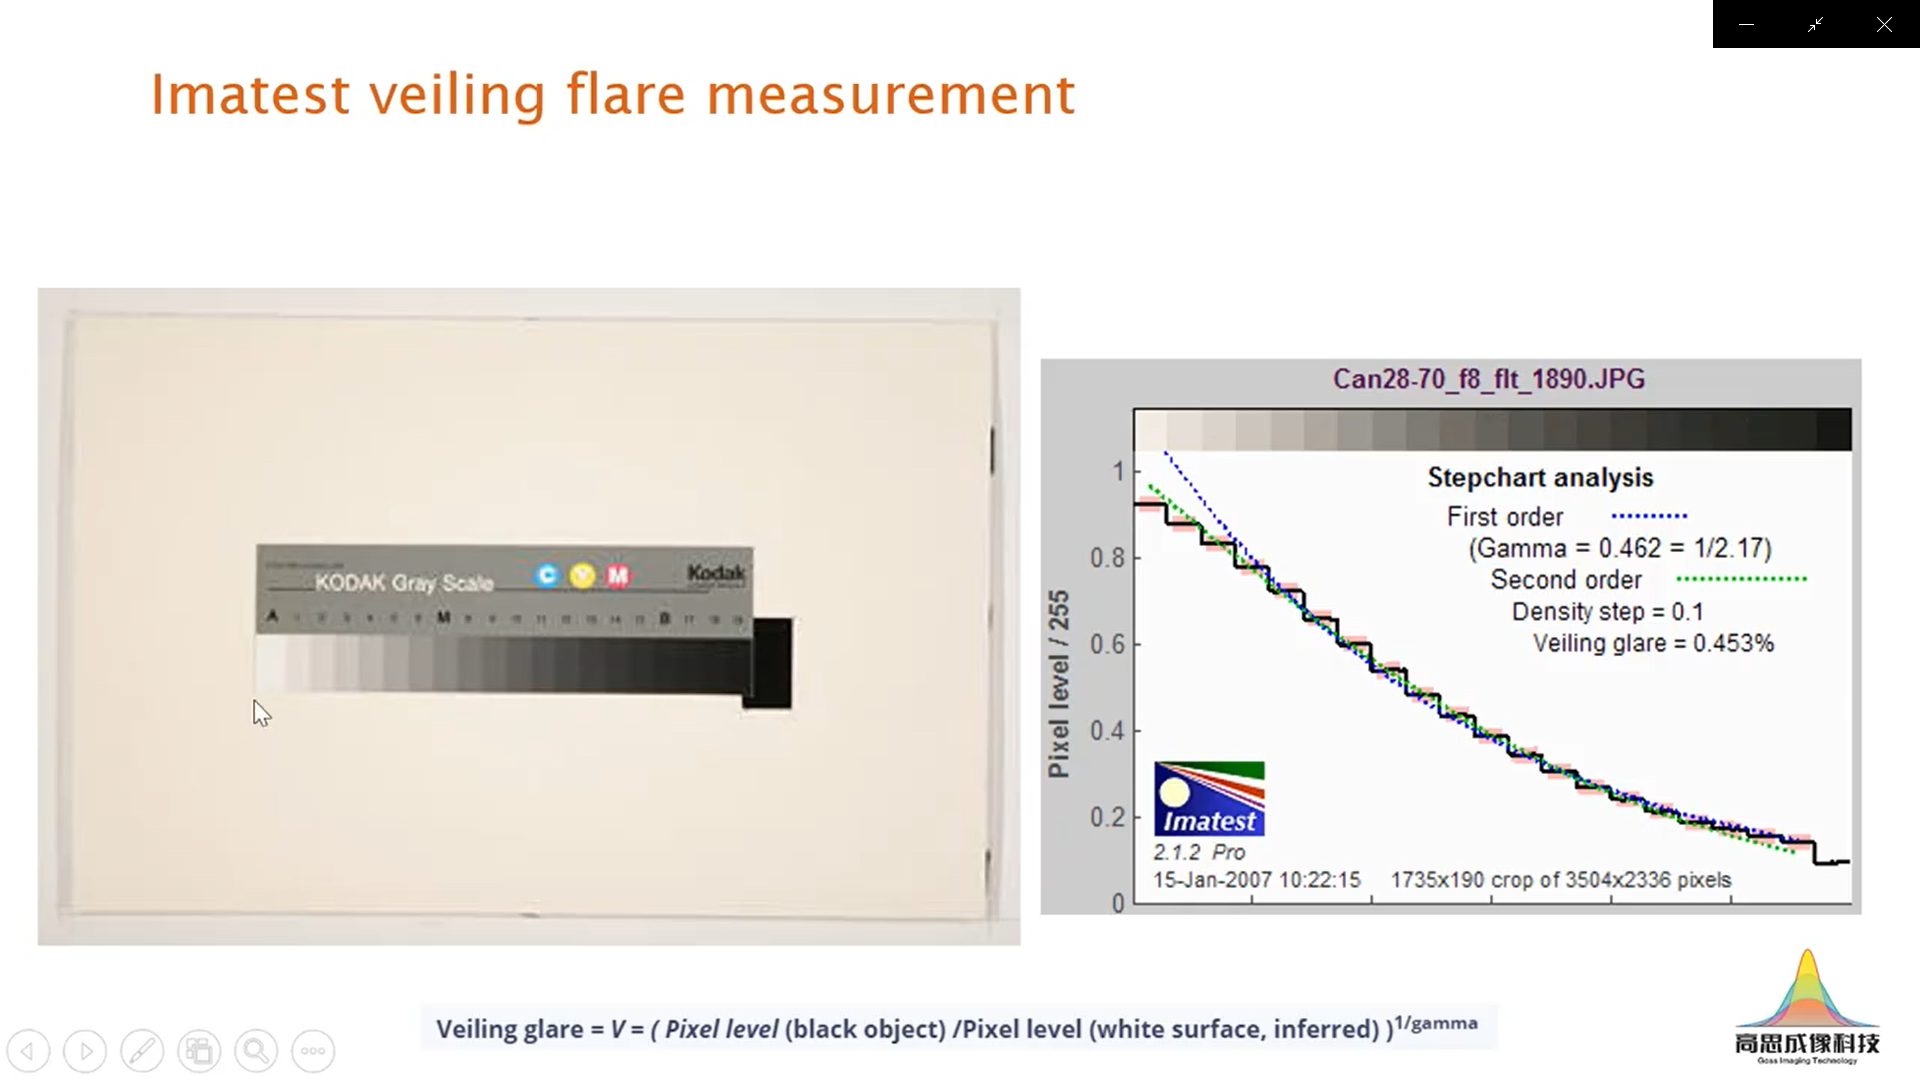 Imatest veiling flare measurement
KODAK Gray Scale
C Y M
Kodak
A 1 2 3 4 5 6 7 M 8 9 10 11 12 13 14 15 B 17 18 19
Can28-70_f8_flt_1890.JPG
Stepchart analysis
First order
(Gamma = 0.462 = 1/2.17)
Second order
Density step = 0.1
Veiling glare = 0.453%
Pixel level / 255
1
0.8
0.6
0.4
0.2
0
Imatest
2.1.2 Pro
15-Jan-2007 10:22:15 1735x190 crop of 3504x2336 pixels
Veiling glare = V = ( Pixel level (black object) /Pixel level (white surface, inferred) )1/gamma
高思成像科技
Goss Imaging Technology